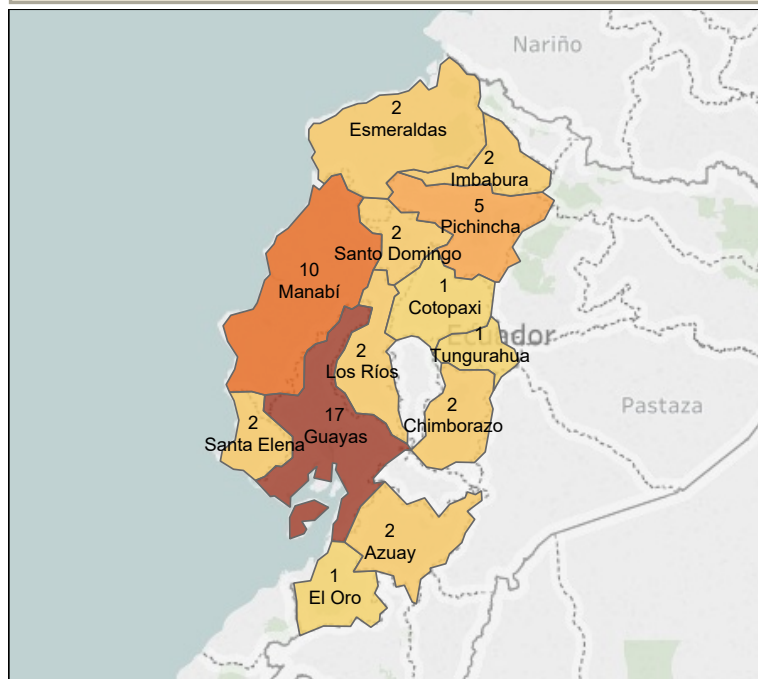 Nariño
2
Esmeraldas
2
Imbabura
5
Pichincha
2
Santo Domingo
10
Manabí
1
Cotopaxi
Ecuador
1
Tungurahua
2
Los Ríos
Pastaza
2
Chimborazo
17
Guayas
2
Santa Elena
2
Azuay
1
El Oro